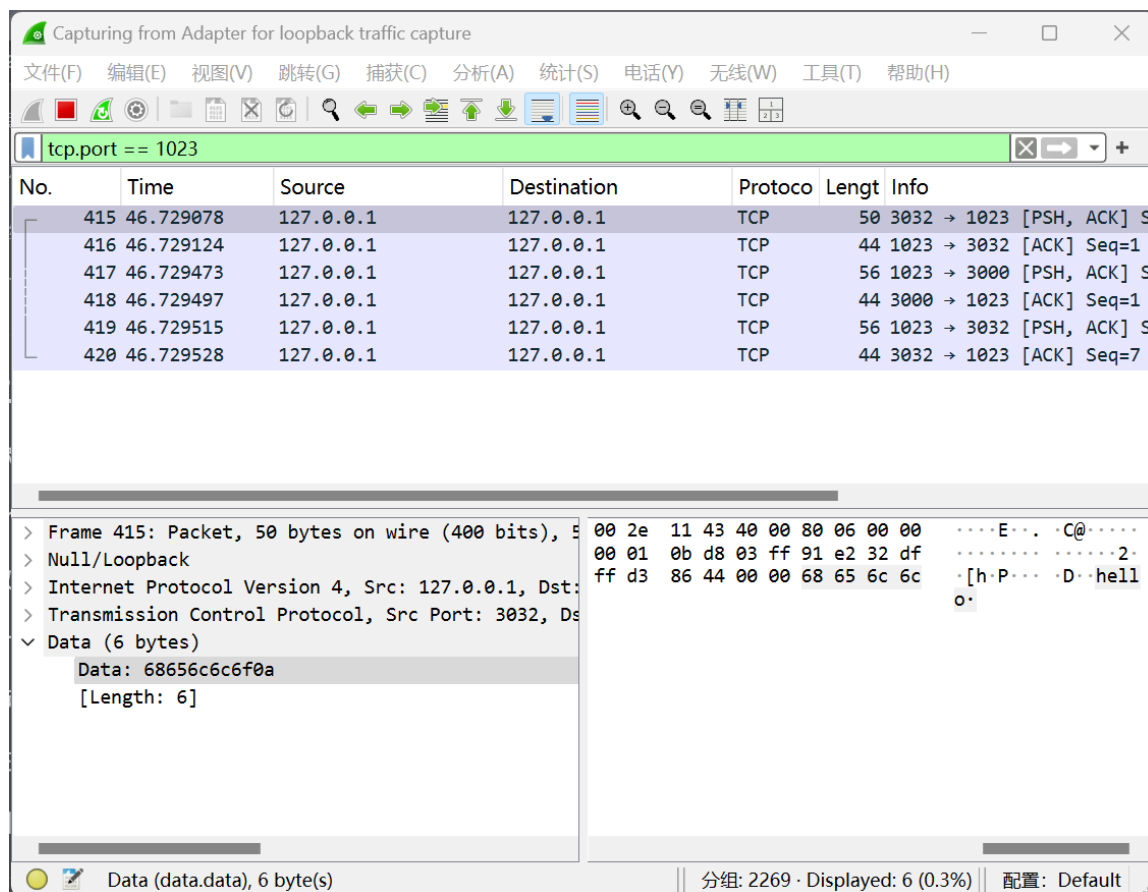 Capturing from Adapter for loopback traffic capture
文件(F) 编辑(E) 视图(V) 跳转(G) 捕获(C) 分析(A) 统计(S) 电话(Y) 无线(W) 工具(T) 帮助(H)
tcp.port == 1023
No. Time Source Destination Protoco Lengt Info
415 46.729078 127.0.0.1 127.0.0.1 TCP 50 3032 → 1023 [PSH, ACK] S
416 46.729124 127.0.0.1 127.0.0.1 TCP 44 1023 → 3032 [ACK] Seq=1
417 46.729473 127.0.0.1 127.0.0.1 TCP 56 1023 → 3000 [PSH, ACK] S
418 46.729497 127.0.0.1 127.0.0.1 TCP 44 3000 → 1023 [ACK] Seq=1
419 46.729515 127.0.0.1 127.0.0.1 TCP 56 1023 → 3032 [PSH, ACK] S
420 46.729528 127.0.0.1 127.0.0.1 TCP 44 3032 → 1023 [ACK] Seq=7
Frame 415: Packet, 50 bytes on wire (400 bits), 5
Null/Loopback
Internet Protocol Version 4, Src: 127.0.0.1, Dst:
Transmission Control Protocol, Src Port: 3032, Ds
Data (6 bytes)
Data: 68656c6c6f0a
[Length: 6]
00 2e 11 43 40 00 80 06 00 00 ····E··. ·C@·····
00 01 0b d8 03 ff 91 e2 32 df ········ ······2·
ff d3 86 44 00 00 68 65 6c 6c ·[h·P··· ·D··hell
o·
Data (data.data), 6 byte(s)
分组: 2269 · Displayed: 6 (0.3%)
配置: Default